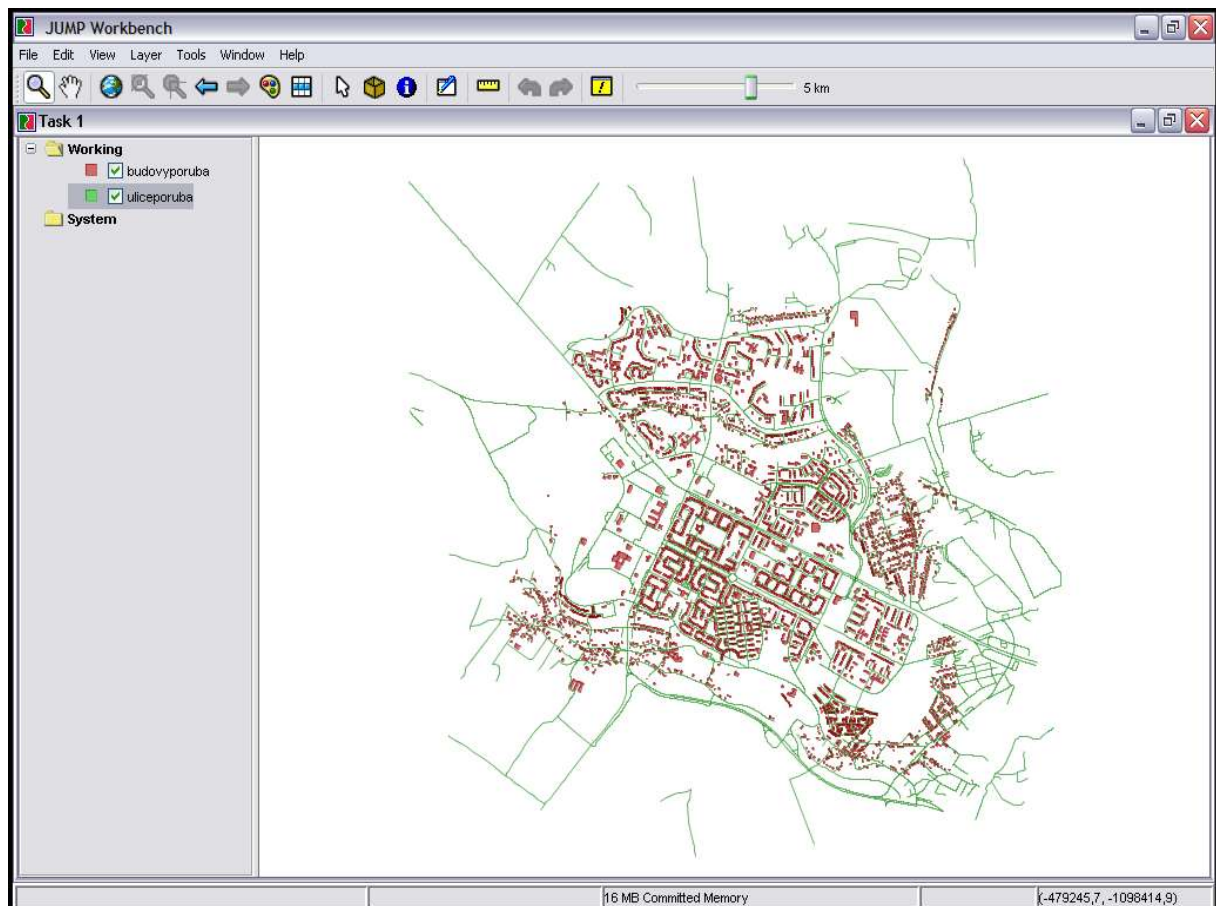 JUMP Workbench
File Edit View Layer Tools Window Help
5 km
Task 1
Working
budovyporuba
uliceporuba
System
16 MB Committed Memory
(-479245,7, -1098414,9)